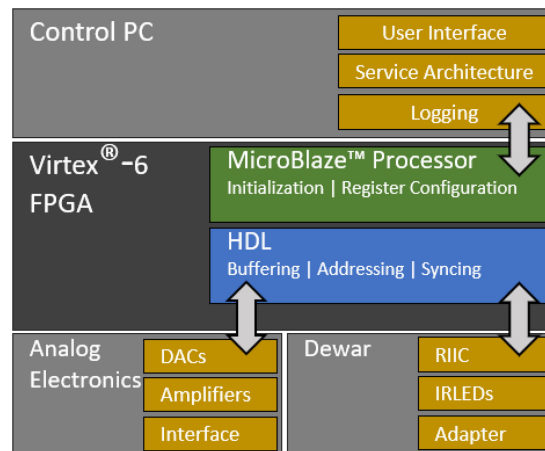 Control PC
User Interface
Service Architecture
Logging
Virtex®-6
FPGA
MicroBlaze™ Processor
Initialization | Register Configuration
HDL
Buffering | Addressing | Syncing
Analog
Electronics
DACs
Amplifiers
Interface
Dewar
RIIC
IRLEDs
Adapter